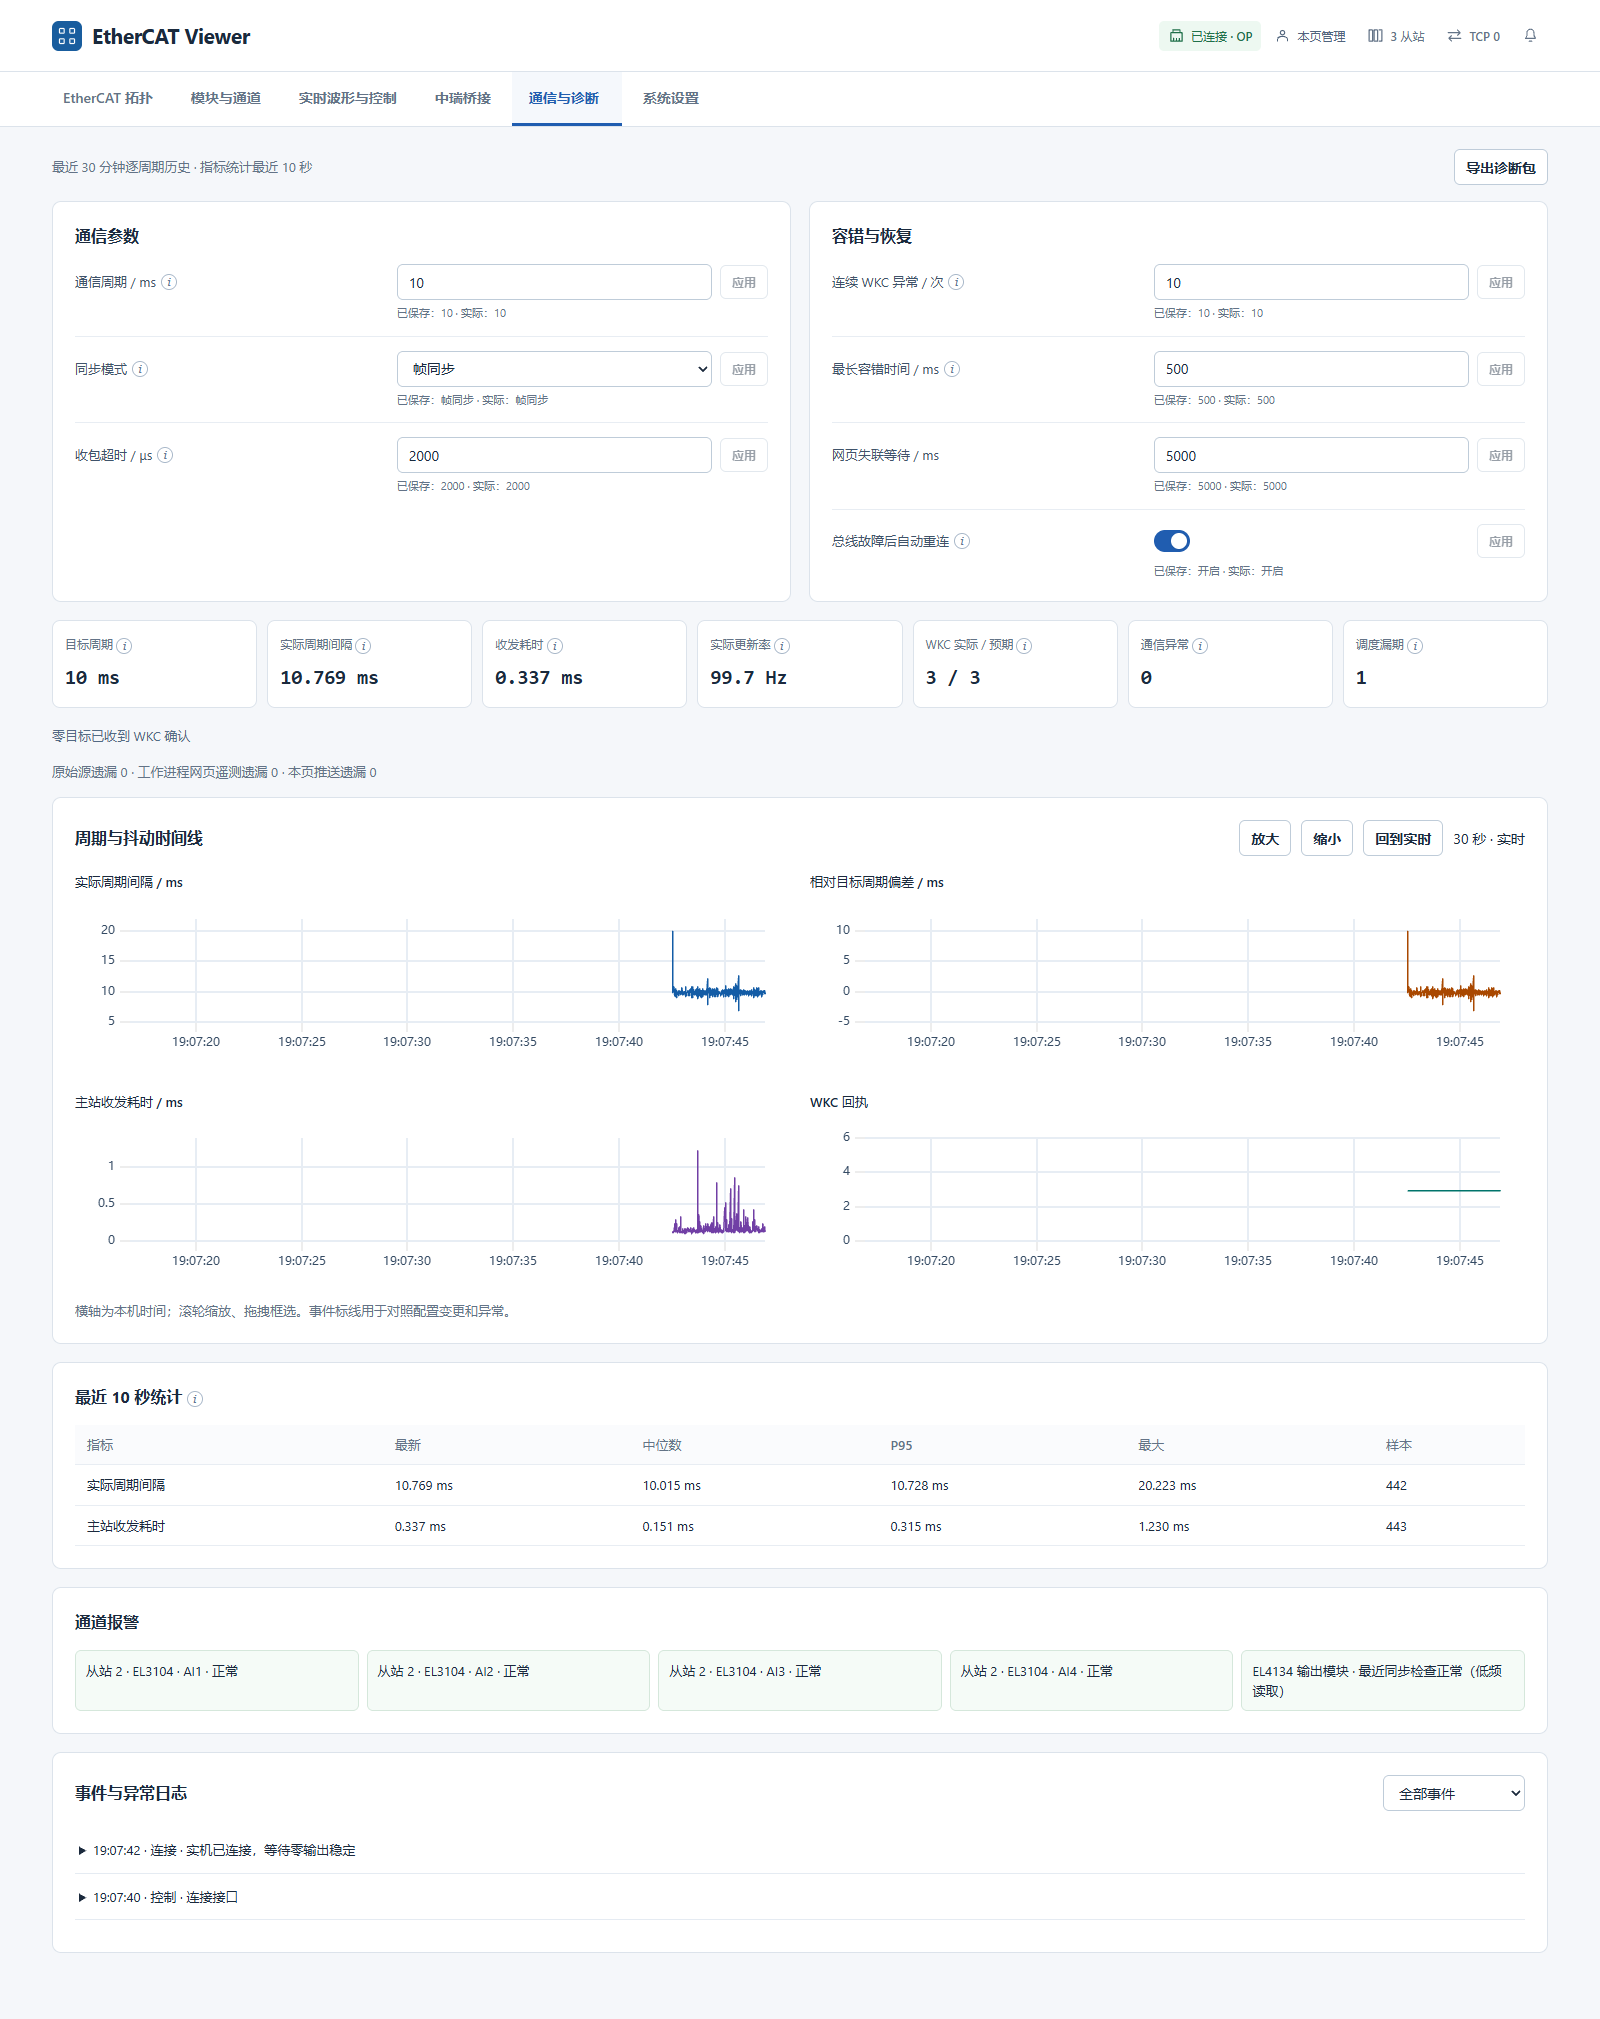 EtherCAT Viewer
已连接 · OP
本页管理
3 从站
TCP 0
EtherCAT 拓扑
模块与通道
实时波形与控制
中瑞桥接
通信与诊断
系统设置
最近 30 分钟逐周期历史 · 指标统计最近 10 秒
导出诊断包
通信参数
通信周期 / ms
10
应用
已保存：10 · 实际：10
同步模式
帧同步
应用
已保存：帧同步 · 实际：帧同步
收包超时 / µs
2000
应用
已保存：2000 · 实际：2000
容错与恢复
连续 WKC 异常 / 次
10
应用
已保存：10 · 实际：10
最长容错时间 / ms
500
应用
已保存：500 · 实际：500
网页失联等待 / ms
5000
应用
已保存：5000 · 实际：5000
总线故障后自动重连
应用
已保存：开启 · 实际：开启
目标周期
10 ms
实际周期间隔
10.769 ms
收发耗时
0.337 ms
实际更新率
99.7 Hz
WKC 实际 / 预期
3 / 3
通信异常
0
调度漏期
1
零目标已收到 WKC 确认
原始源遗漏 0 · 工作进程网页遥测遗漏 0 · 本页推送遗漏 0
周期与抖动时间线
放大
缩小
回到实时
30 秒 · 实时
实际周期间隔 / ms
20
15
10
5
19:07:20 19:07:25 19:07:30 19:07:35 19:07:40 19:07:45
相对目标周期偏差 / ms
10
5
0
-5
19:07:20 19:07:25 19:07:30 19:07:35 19:07:40 19:07:45
主站收发耗时 / ms
1
0.5
0
19:07:20 19:07:25 19:07:30 19:07:35 19:07:40 19:07:45
WKC 回执
6
4
2
0
19:07:20 19:07:25 19:07:30 19:07:35 19:07:40 19:07:45
横轴为本机时间；滚轮缩放、拖拽框选。事件标线用于对照配置变更和异常。
最近 10 秒统计
指标 最新 中位数 P95 最大 样本
实际周期间隔 10.769 ms 10.015 ms 10.728 ms 20.223 ms 442
主站收发耗时 0.337 ms 0.151 ms 0.315 ms 1.230 ms 443
通道报警
从站 2 · EL3104 · AI1 · 正常
从站 2 · EL3104 · AI2 · 正常
从站 2 · EL3104 · AI3 · 正常
从站 2 · EL3104 · AI4 · 正常
EL4134 输出模块 · 最近同步检查正常（低频
读取）
事件与异常日志
全部事件
19:07:42 · 连接 · 实机已连接，等待零输出稳定
19:07:40 · 控制 · 连接接口